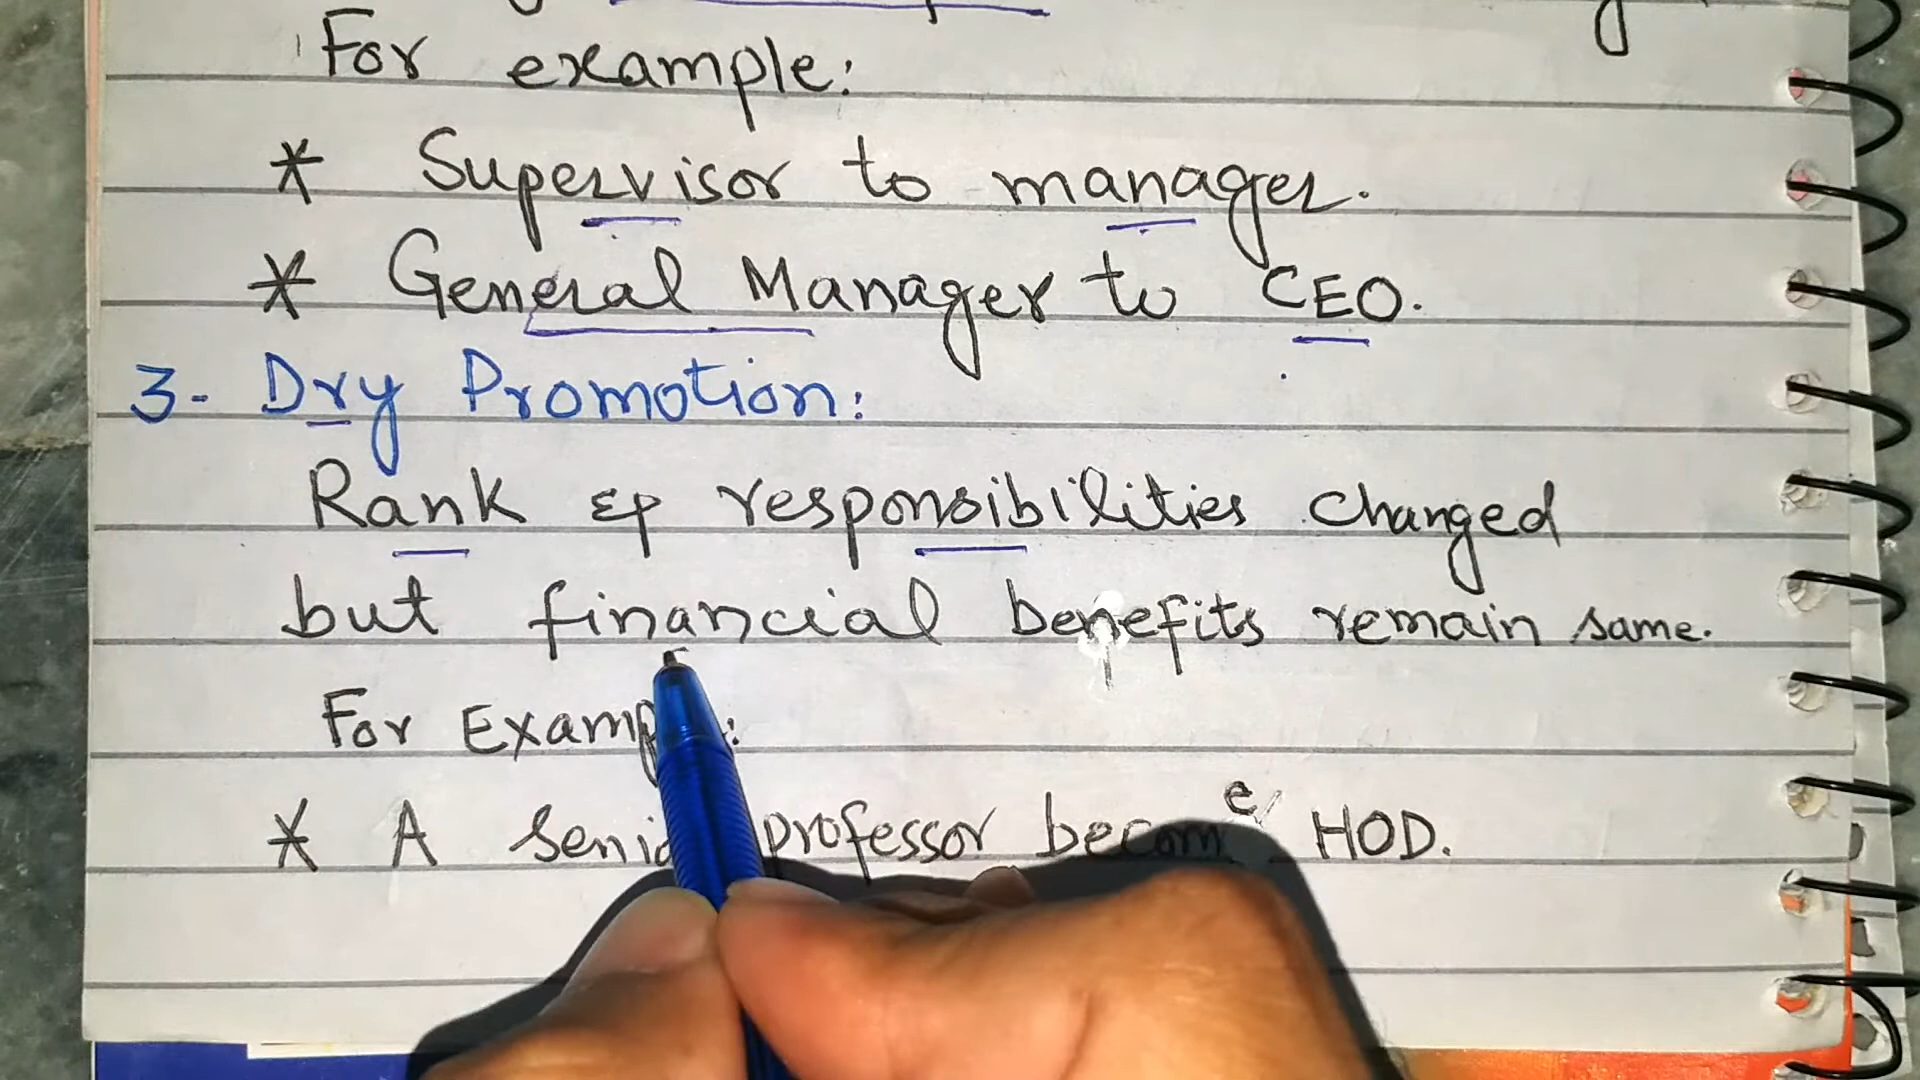 For example:
* Supervisor to manager.
* General Manager to CEO.
3- Dry Promotion:
Rank & responsibilities changed
but financial benefits remain same.
For
* A professor become HOD.